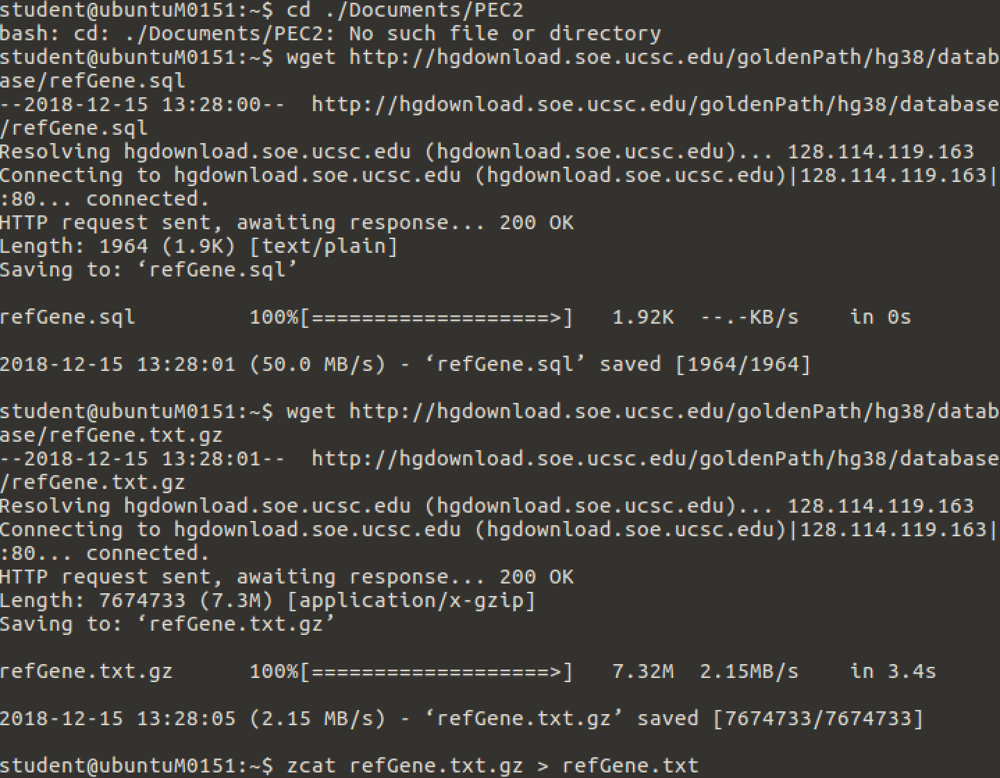 student@ubuntuM0151:~$ cd ./Documents/PEC2
bash: cd: ./Documents/PEC2: No such file or directory
student@ubuntuM0151:~$ wget http://hgdownload.soe.ucsc.edu/goldenPath/hg38/datab
ase/refGene.sql
--2018-12-15 13:28:00--  http://hgdownload.soe.ucsc.edu/goldenPath/hg38/database
/refGene.sql
Resolving hgdownload.soe.ucsc.edu (hgdownload.soe.ucsc.edu)... 128.114.119.163
Connecting to hgdownload.soe.ucsc.edu (hgdownload.soe.ucsc.edu)|128.114.119.163|
:80... connected.
HTTP request sent, awaiting response... 200 OK
Length: 1964 (1.9K) [text/plain]
Saving to: ‘refGene.sql’
refGene.sql         100%[===================>]   1.92K  --.-KB/s    in 0s
2018-12-15 13:28:01 (50.0 MB/s) - ‘refGene.sql’ saved [1964/1964]
student@ubuntuM0151:~$ wget http://hgdownload.soe.ucsc.edu/goldenPath/hg38/datab
ase/refGene.txt.gz
--2018-12-15 13:28:01--  http://hgdownload.soe.ucsc.edu/goldenPath/hg38/database
/refGene.txt.gz
Resolving hgdownload.soe.ucsc.edu (hgdownload.soe.ucsc.edu)... 128.114.119.163
Connecting to hgdownload.soe.ucsc.edu (hgdownload.soe.ucsc.edu)|128.114.119.163|
:80... connected.
HTTP request sent, awaiting response... 200 OK
Length: 7674733 (7.3M) [application/x-gzip]
Saving to: ‘refGene.txt.gz’
refGene.txt.gz      100%[===================>]   7.32M  2.15MB/s    in 3.4s
2018-12-15 13:28:05 (2.15 MB/s) - ‘refGene.txt.gz’ saved [7674733/7674733]
student@ubuntuM0151:~$ zcat refGene.txt.gz > refGene.txt